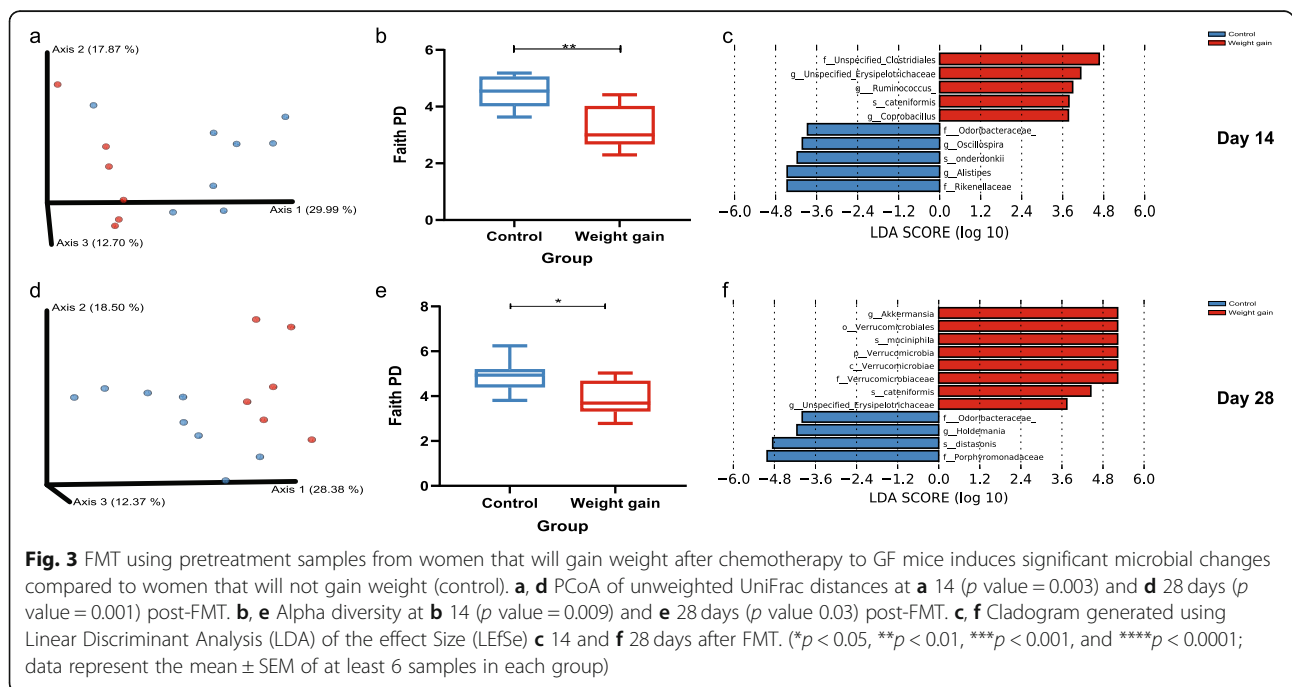 a
Axis 2 (17.87 %)
Axis 1 (29.99 %)
Axis 3 (12.70 %)
b
**
Faith PD
6
4
2
0
Control Weight gain
Group
c
Control
Weight gain
f__Unspecified_Clostridiales
g__Unspecified_Erysipelotrichaceae
g__Ruminococcus_
s__cateniformis
g__Coprobacillus
f__Odoribacteraceae_
g__Oscillospira
s__onderdonkii
g__Alistipes
f__Rikenellaceae
−6.0 −4.8 −3.6 −2.4 −1.2 0.0 1.2 2.4 3.6 4.8 6.0
LDA SCORE (log 10)
Day 14
d
Axis 2 (18.50 %)
Axis 1 (28.38 %)
Axis 3 (12.37 %)
e
*
Faith PD
8
6
4
2
0
Control Weight gain
Group
f
Control
Weight gain
g__Akkermansia
o__Verrucomicrobiales
s__muciniphila
p__Verrucomicrobia
c__Verrucomicrobiae
f__Verrucomicrobiaceae
s__cateniformis
g__Unspecified_Erysipelotrichaceae
f__Odoribacteraceae_
g__Holdemania
s__distasonis
f__Porphyromonadaceae
−6.0 −4.8 −3.6 −2.4 −1.2 0.0 1.2 2.4 3.6 4.8 6.0
LDA SCORE (log 10)
Day 28
Fig. 3 FMT using pretreatment samples from women that will gain weight after chemotherapy to GF mice induces significant microbial changes
compared to women that will not gain weight (control). a, d PCoA of unweighted UniFrac distances at a 14 (p value = 0.003) and d 28 days (p
value = 0.001) post-FMT. b, e Alpha diversity at b 14 (p value = 0.009) and e 28 days (p value 0.03) post-FMT. c, f Cladogram generated using
Linear Discriminant Analysis (LDA) of the effect Size (LEfSe) c 14 and f 28 days after FMT. (*p < 0.05, **p < 0.01, ***p < 0.001, and ****p < 0.0001;
data represent the mean ± SEM of at least 6 samples in each group)